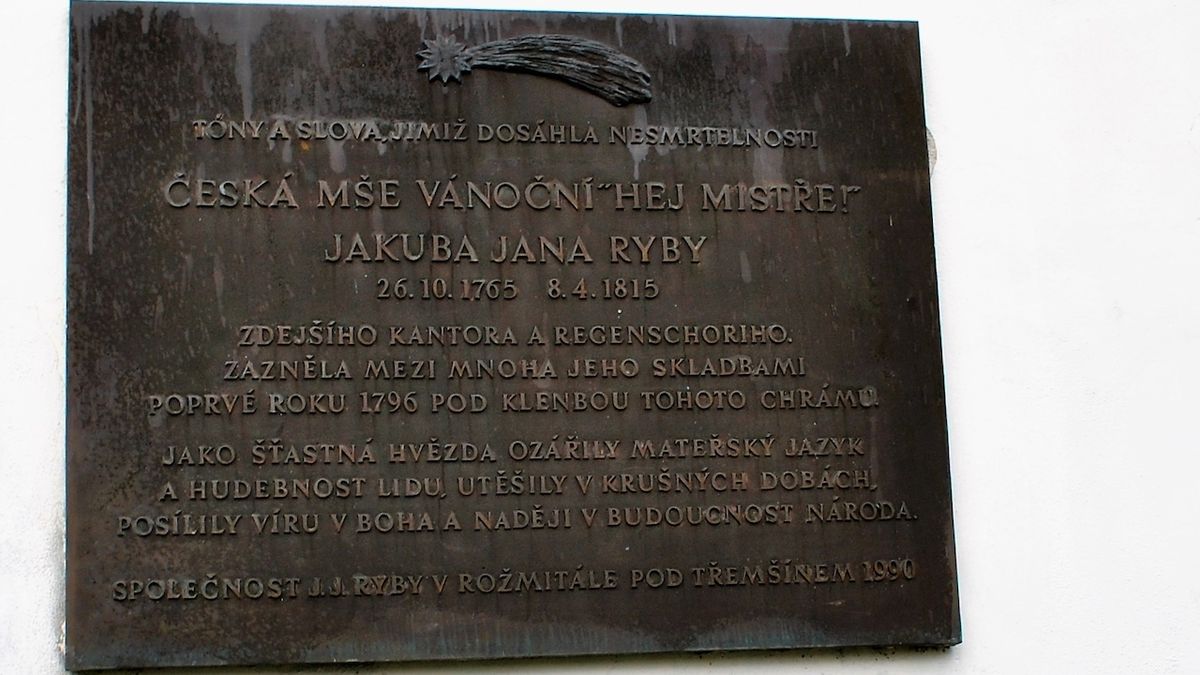 TÓNY A SLOVA, JIMIŽ DOSÁHLA NESMRTELNOSTI
ČESKÁ MŠE VÁNOČNÍ "HEJ MISTŘE!"
JAKUBA JANA RYBY
26.10.1765 8.4.1815
ZDEJŠÍHO KANTORA A REGENSCHORIHO.
ZAZNĚLA MEZI MNOHA JEHO SKLADBAMI
POPRVÉ ROKU 1796 POD KLENBOU TOHOTO CHRÁMU.
JAKO ŠŤASTNÁ HVĚZDA OZÁŘILY MATEŘSKÝ JAZYK
A HUDEBNOST LIDU, UTĚŠILY V KRUŠNÝCH DOBÁCH,
POSÍLILY VÍRU V BOHA A NADĚJI V BUDOUCNOST NÁRODA.
SPOLEČNOST J.J. RYBY V ROŽMITÁLE POD TŘEMŠÍNEM 1990